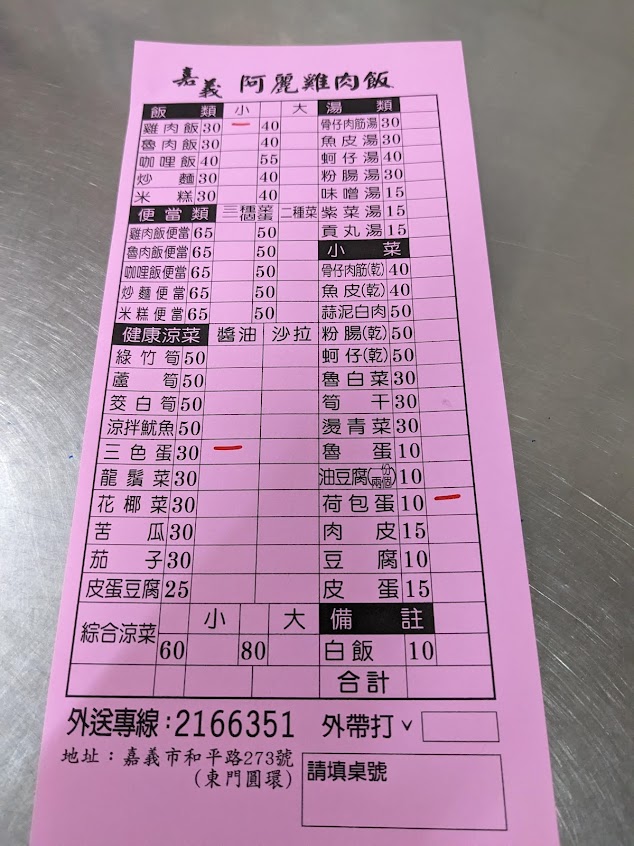 嘉義 阿麗雞肉飯
飯類 小 大 湯類
雞肉飯 30 一 40 骨仔肉筋湯 30
魯肉飯 30 40 魚皮湯 30
咖哩飯 40 55 蚵仔湯 40
炒麵 30 40 粉腸湯 30
米糕 30 40 味噌湯 15
便當類 三種菜 二種菜 紫菜湯 15
雞肉飯便當 65 50 貢丸湯 15
魯肉飯便當 65 50 小菜
咖哩飯便當 65 50 骨仔肉筋(乾) 40
炒麵便當 65 50 魚皮(乾) 40
米糕便當 65 50 蒜泥白肉 50
健康涼菜 醬油 沙拉 粉腸(乾) 50
綠竹筍 50 蚵仔(乾) 50
蘆筍 50 魯白菜 30
筊白筍 50 筍干 30
涼拌魷魚 50 燙青菜 30
三色蛋 30 一 魯蛋 10
龍鬚菜 30 油豆腐(一份兩個) 10
花椰菜 30 荷包蛋 10 一
苦瓜 30 肉皮 15
茄子 30 豆腐 10
皮蛋豆腐 25 皮蛋 15
綜合涼菜 小 大 備註
60 80 白飯 10
合計
外送專線:2166351 外帶打ˇ
地址:嘉義市和平路273號
(東門圓環)
請填桌號